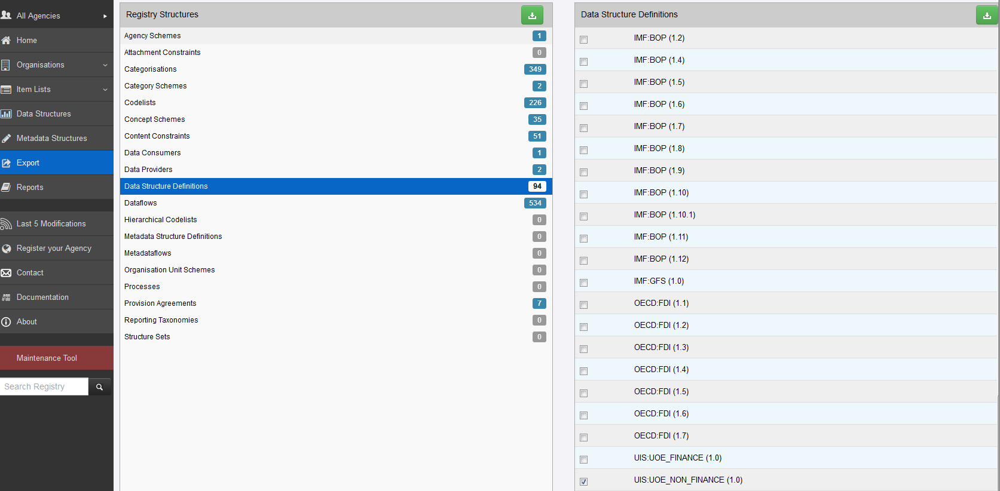 All Agencies
Home
Organisations
Item Lists
Data Structures
Metadata Structures
Export
Reports
Last 5 Modifications
Register your Agency
Contact
Documentation
About
Maintenance Tool
Search Registry
Registry Structures
Agency Schemes 1
Attachment Constraints 0
Categorisations 349
Category Schemes 2
Codelists 226
Concept Schemes 35
Content Constraints 51
Data Consumers 1
Data Providers 2
Data Structure Definitions 94
Dataflows 534
Hierarchical Codelists 0
Metadata Structure Definitions 0
Metadataflows 0
Organisation Unit Schemes 0
Processes 0
Provision Agreements 7
Reporting Taxonomies 0
Structure Sets 0
Data Structure Definitions
IMF:BOP (1.2)
IMF:BOP (1.4)
IMF:BOP (1.5)
IMF:BOP (1.6)
IMF:BOP (1.7)
IMF:BOP (1.8)
IMF:BOP (1.9)
IMF:BOP (1.10)
IMF:BOP (1.10.1)
IMF:BOP (1.11)
IMF:BOP (1.12)
IMF:GFS (1.0)
OECD:FDI (1.1)
OECD:FDI (1.2)
OECD:FDI (1.3)
OECD:FDI (1.4)
OECD:FDI (1.5)
OECD:FDI (1.6)
OECD:FDI (1.7)
UIS:UOE_FINANCE (1.0)
UIS:UOE_NON_FINANCE (1.0)